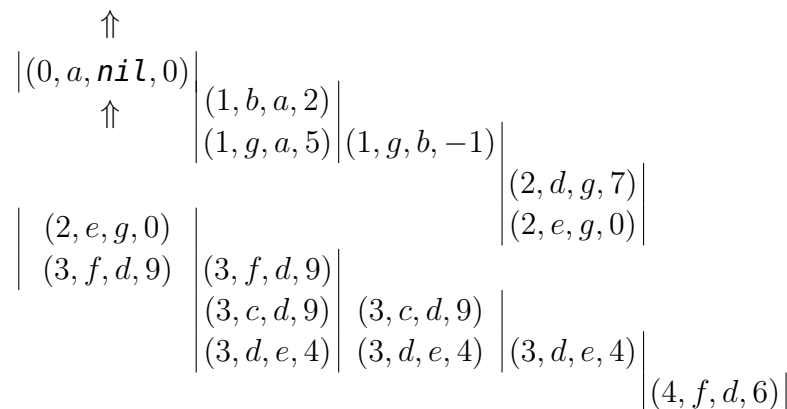 ⇑
|(0, a, nil, 0)|
⇑ |(1, b, a, 2)|
|(1, g, a, 5)|(1, g, b, −1)|
|(2, d, g, 7)|
| (2, e, g, 0) | |(2, e, g, 0)|
| (3, f, d, 9) |(3, f, d, 9)|
|(3, c, d, 9)| (3, c, d, 9) |
|(3, d, e, 4)| (3, d, e, 4) |(3, d, e, 4)|
|(4, f, d, 6)|